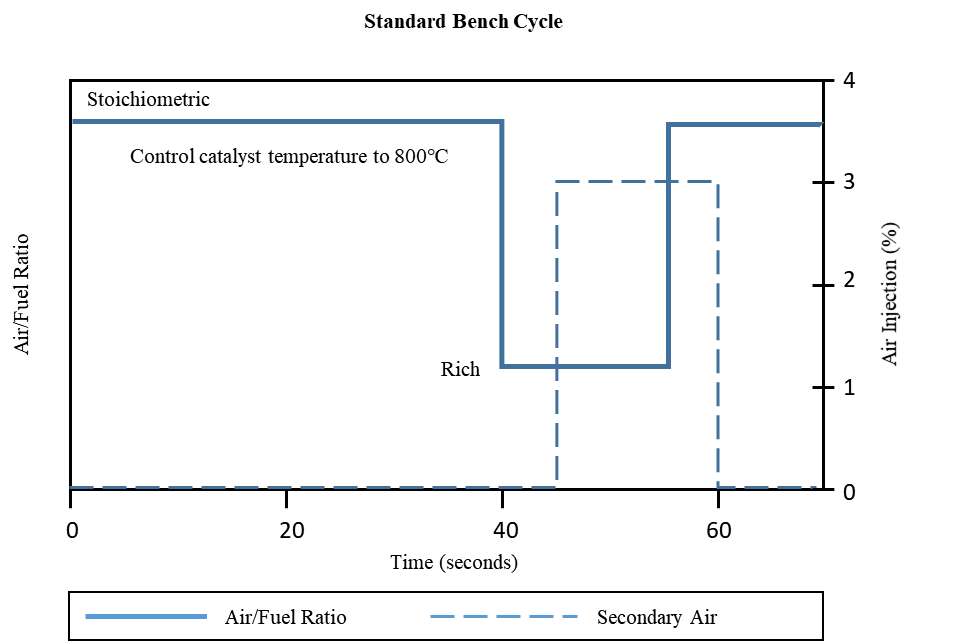 Standard Bench Cycle
Stoichiometric
Control catalyst temperature to 800℃
Rich
Air/Fuel Ratio
Air Injection (%)
4
3
2
1
0
0 20 40 60
Time (seconds)
Air/Fuel Ratio Secondary Air